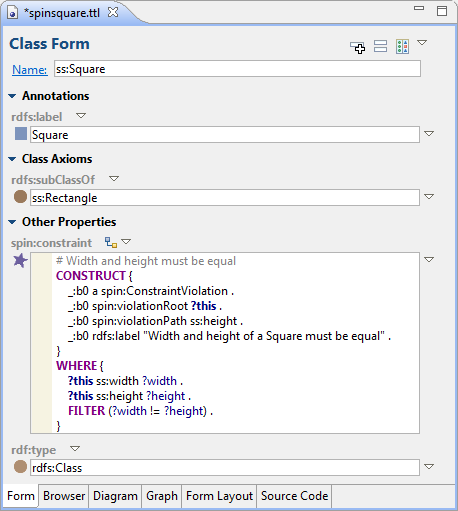 *spinsquare.ttl
Class Form
Name: ss:Square
Annotations
rdfs:label
Square
Class Axioms
rdfs:subClassOf
ss:Rectangle
Other Properties
spin:constraint
# Width and height must be equal
CONSTRUCT {
_:b0 a spin:ConstraintViolation .
_:b0 spin:violationRoot ?this .
_:b0 spin:violationPath ss:height .
_:b0 rdfs:label "Width and height of a Square must be equal" .
}
WHERE {
?this ss:width ?width .
?this ss:height ?height .
FILTER (?width != ?height) .
}
rdf:type
rdfs:Class
Form Browser Diagram Graph Form Layout Source Code